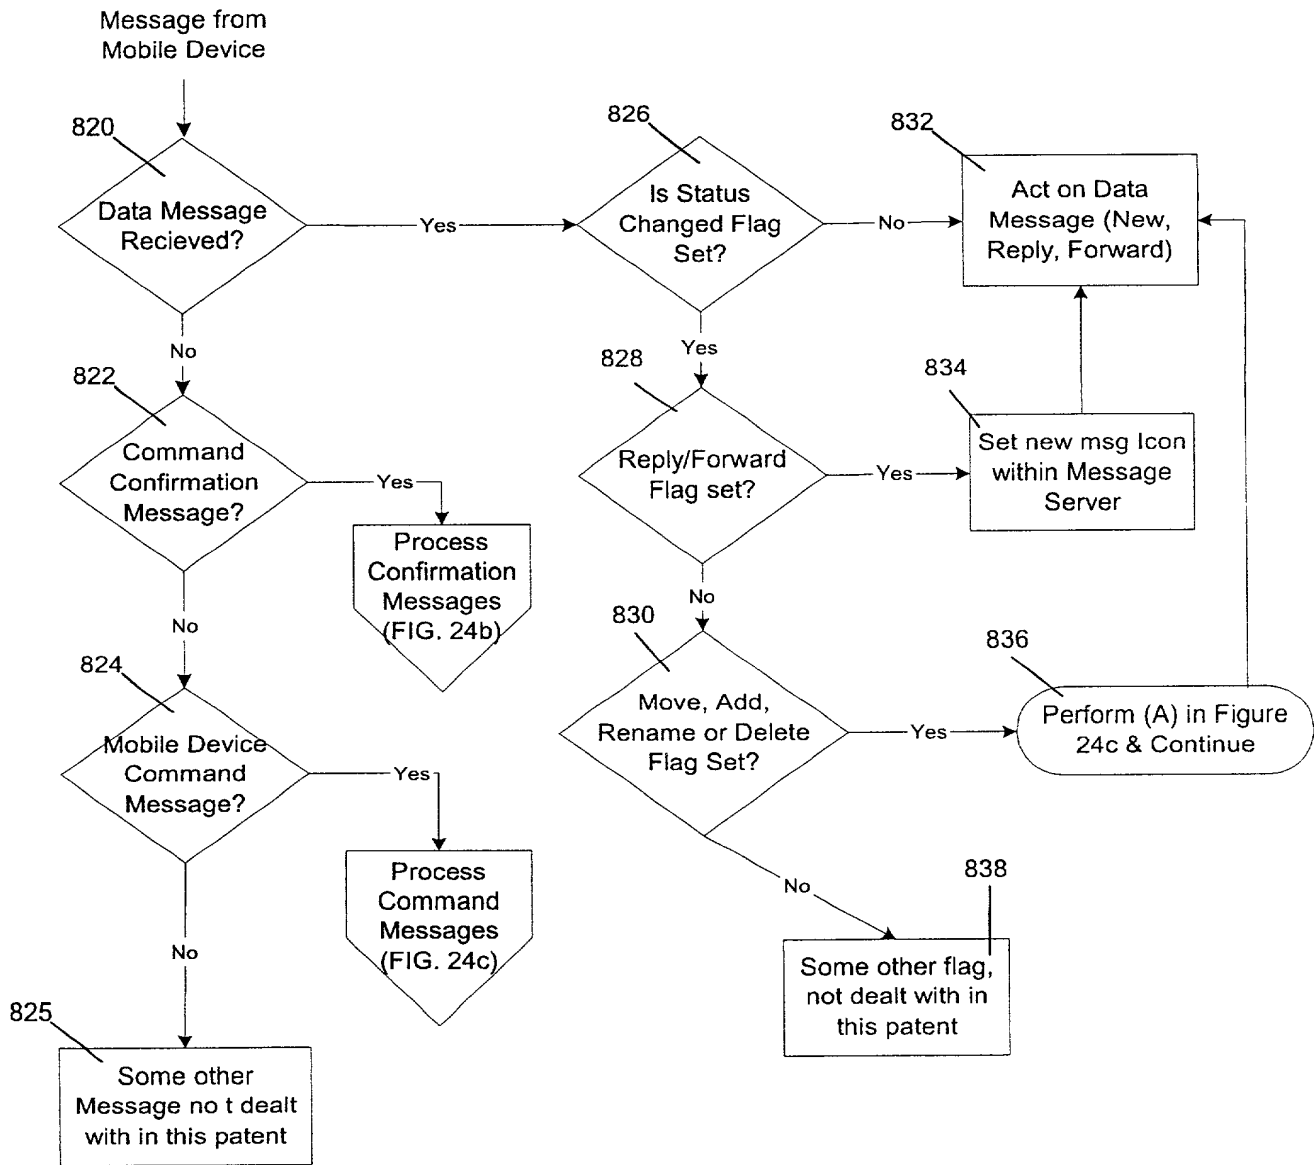 Message from
Mobile Device
820
Data Message
Recieved?
Yes
826
Is Status
Changed Flag
Set?
No
832
Act on Data
Message (New,
Reply, Forward)
No
Yes
822
Command
Confirmation
Message?
Yes
Process
Confirmation
Messages
(FIG. 24b)
828
Reply/Forward
Flag set?
Yes
834
Set new msg Icon
within Message
Server
No
No
824
Mobile Device
Command
Message?
Yes
Process
Command
Messages
(FIG. 24c)
830
Move, Add,
Rename or Delete
Flag Set?
Yes
836
Perform (A) in Figure
24c & Continue
No
No
838
Some other flag,
not dealt with in
this patent
825
Some other
Message no t dealt
with in this patent